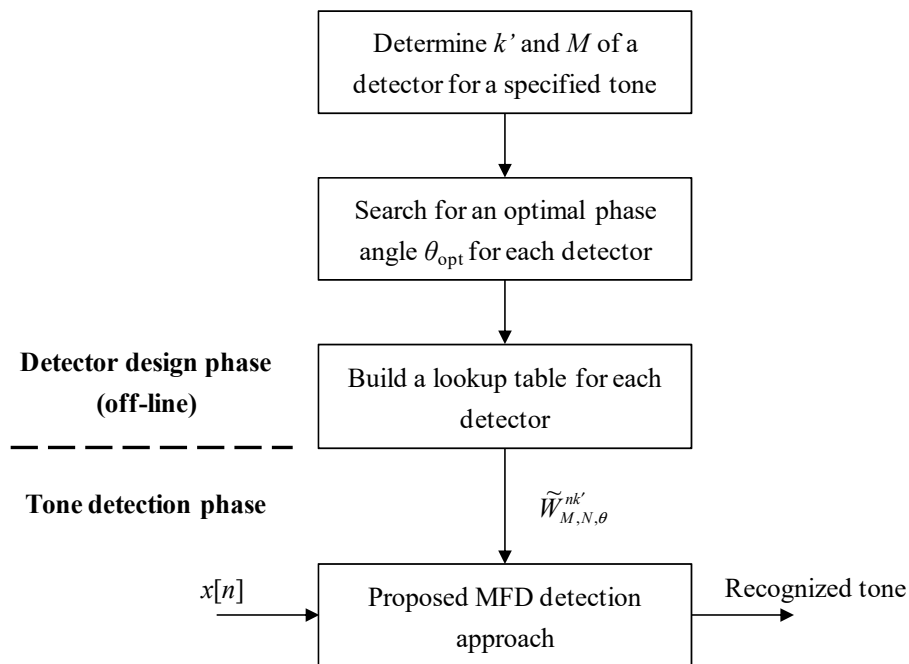 Determine k’ and M of a
detector for a specified tone
Search for an optimal phase
angle θopt for each detector
Detector design phase
(off-line)
Build a lookup table for each
detector
Tone detection phase
W̃^{nk′}_{M,N,θ}
x[n]
Proposed MFD detection
approach
Recognized tone